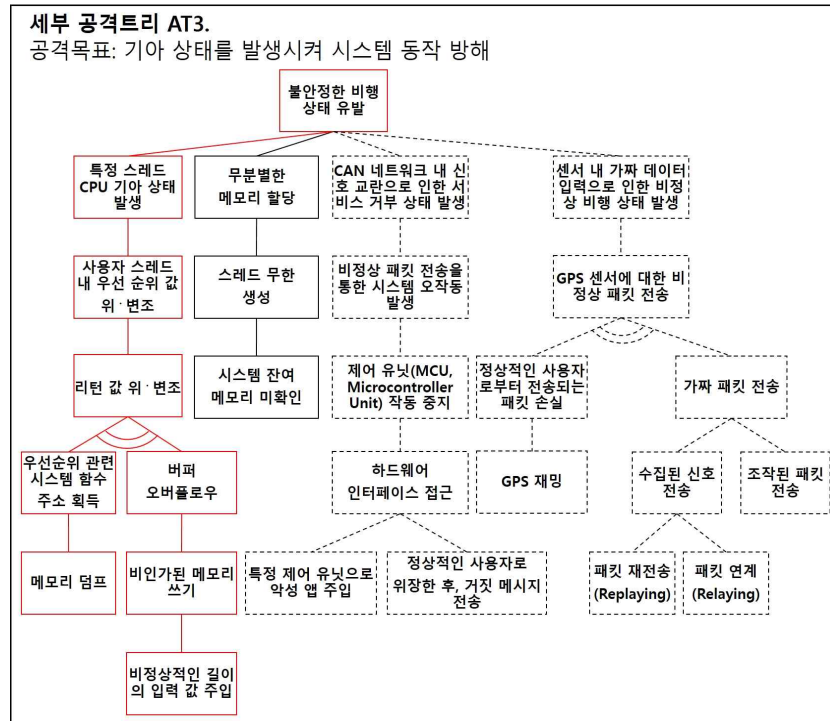 세부 공격트리 AT3.
공격목표: 기아 상태를 발생시켜 시스템 동작 방해
불안정한 비행
상태 유발
특정 스레드
CPU 기아 상태
발생
무분별한
메모리 할당
CAN 네트워크 내 신
호 교란으로 인한 서
비스 거부 상태 발생
센서 내 가짜 데이터
입력으로 인한 비정
상 비행 상태 발생
사용자 스레드
내 우선 순위 값
위·변조
스레드 무한
생성
비정상 패킷 전송을
통한 시스템 오작동
발생
GPS 센서에 대한 비
정상 패킷 전송
리턴 값 위·변조
시스템 잔여
메모리 미확인
제어 유닛(MCU,
Microcontroller
Unit) 작동 중지
정상적인 사용자
로부터 전송되는
패킷 손실
가짜 패킷 전송
우선순위 관련
시스템 함수
주소 획득
버퍼
오버플로우
하드웨어
인터페이스 접근
GPS 재밍
수집된 신호
전송
조작된 패킷
전송
메모리 덤프
비인가된 메모리
쓰기
특정 제어 유닛으로
악성 앱 주입
정상적인 사용자로
위장한 후, 거짓 메시지
전송
패킷 재전송
(Replaying)
패킷 연계
(Relaying)
비정상적인 길이
의 입력 값 주입